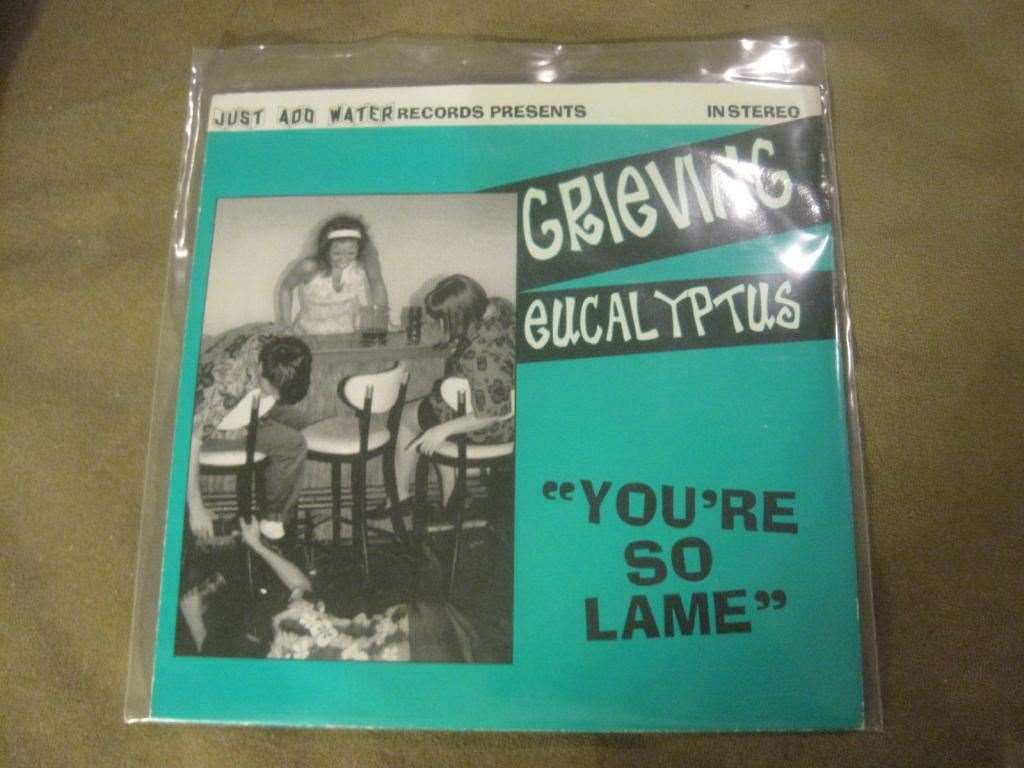 JUST ADD WATER RECORDS PRESENTS IN STEREO
GRIEVING
EUCALYPTUS
“YOU’RE
SO
LAME”